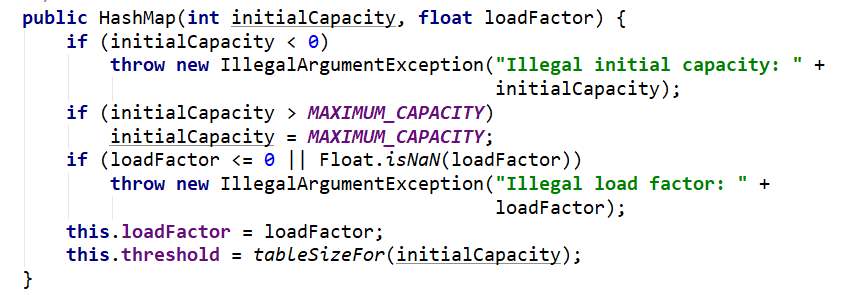 public HashMap(int initialCapacity, float loadFactor) {
    if (initialCapacity < 0)
        throw new IllegalArgumentException("Illegal initial capacity: " +
                                           initialCapacity);
    if (initialCapacity > MAXIMUM_CAPACITY)
        initialCapacity = MAXIMUM_CAPACITY;
    if (loadFactor <= 0 || Float.isNaN(loadFactor))
        throw new IllegalArgumentException("Illegal load factor: " +
                                           loadFactor);
    this.loadFactor = loadFactor;
    this.threshold = tableSizeFor(initialCapacity);
}